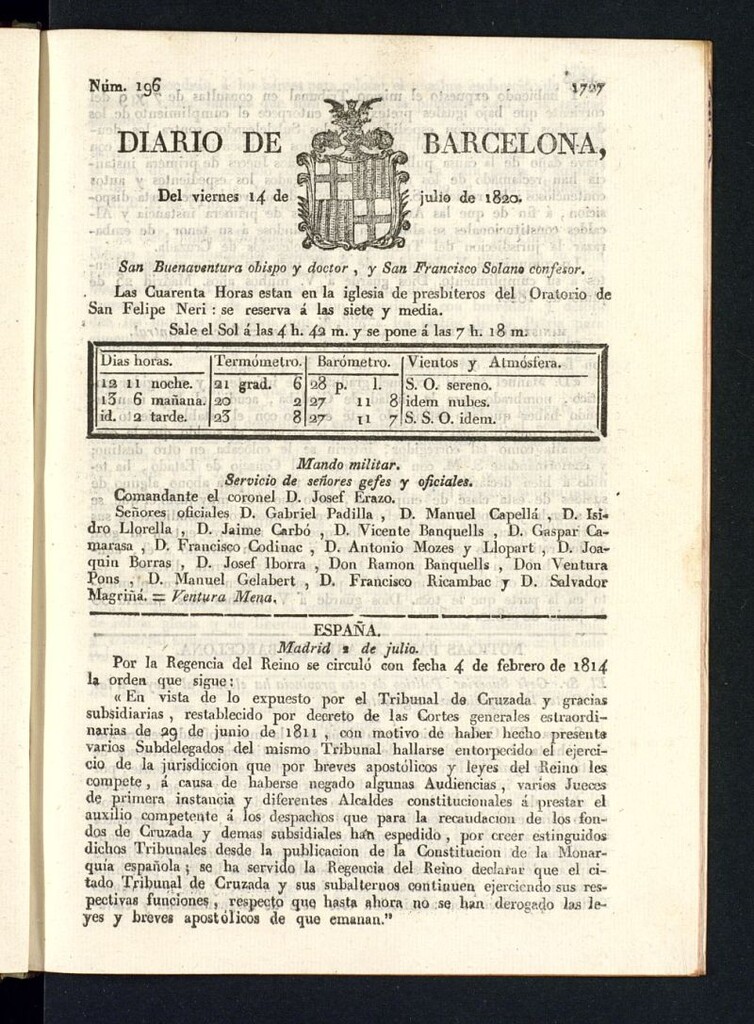 Núm. 196 1727
DIARIO DE BARCELONA,
Del viernes 14 de julio de 1820.
San Buenaventura obispo y doctor , y San Francisco Solano confesor.
Las Cuarenta Horas estan en la iglesia de presbíteros del Oratorio de
San Felipe Neri : se reserva á las siete y media.
Sale el Sol á las 4 h. 42 m. y se pone á las 7 h. 18 m.
Dias horas. Termómetro. Barómetro. Vientos y Atmósfera.
12 11 noche. 21 grad. 6 28 p. l. S. O. sereno.
13 6 mañana. 20 2 27 11 8 idem nubes.
id. 2 tarde. 23 8 27 11 7 S. S. O. idem.
Mando militar.
Servicio de señores gefes y oficiales.
Comandante el coronel D. Josef Erazo.
Señores oficiales D. Gabriel Padilla , D. Manuel Capellá , D. Isi-
dro Llorella , D. Jaime Carbó , D. Vicente Banquells , D. Gaspar Ca-
marasa , D. Francisco Codinac , D. Antonio Mozes y Llopart , D. Joa-
quin Borras , D. Josef Iborra , Don Ramon Banquells , Don Ventura
Pons , D. Manuel Gelabert , D. Francisco Ricambac y D. Salvador
Magriñá. = Ventura Mena.
ESPAÑA.
Madrid 2 de julio.
Por la Regencia del Reino se circuló con fecha 4 de febrero de 1814
la orden que sigue :
« En vista de lo expuesto por el Tribunal de Cruzada y gracias
subsidiarias , restablecido por decreto de las Cortes generales estraordi-
narias de 29 de junio de 1811 , con motivo de haber hecho presente
varios Subdelegados del mismo Tribunal hallarse entorpecido el ejerci-
cio de la jurisdiccion que por breves apostólicos y leyes del Reino les
compete , á causa de haberse negado algunas Audiencias , varios Jueces
de primera instancia y diferentes Alcaldes constitucionales á prestar el
auxilio competente á los despachos que para la recaudacion de los fon-
dos de Cruzada y demas subsidiales han espedido , por creer estinguidos
dichos Tribunales desde la publicacion de la Constitucion de la Monar-
quía española ; se ha servido la Regencia del Reino declarar que el ci-
tado Tribunal de Cruzada y sus subalternos continuen ejerciendo sus res-
pectivas funciones , respecto que hasta ahora no se han derogado las le-
yes y breves apostólicos de que emanan."